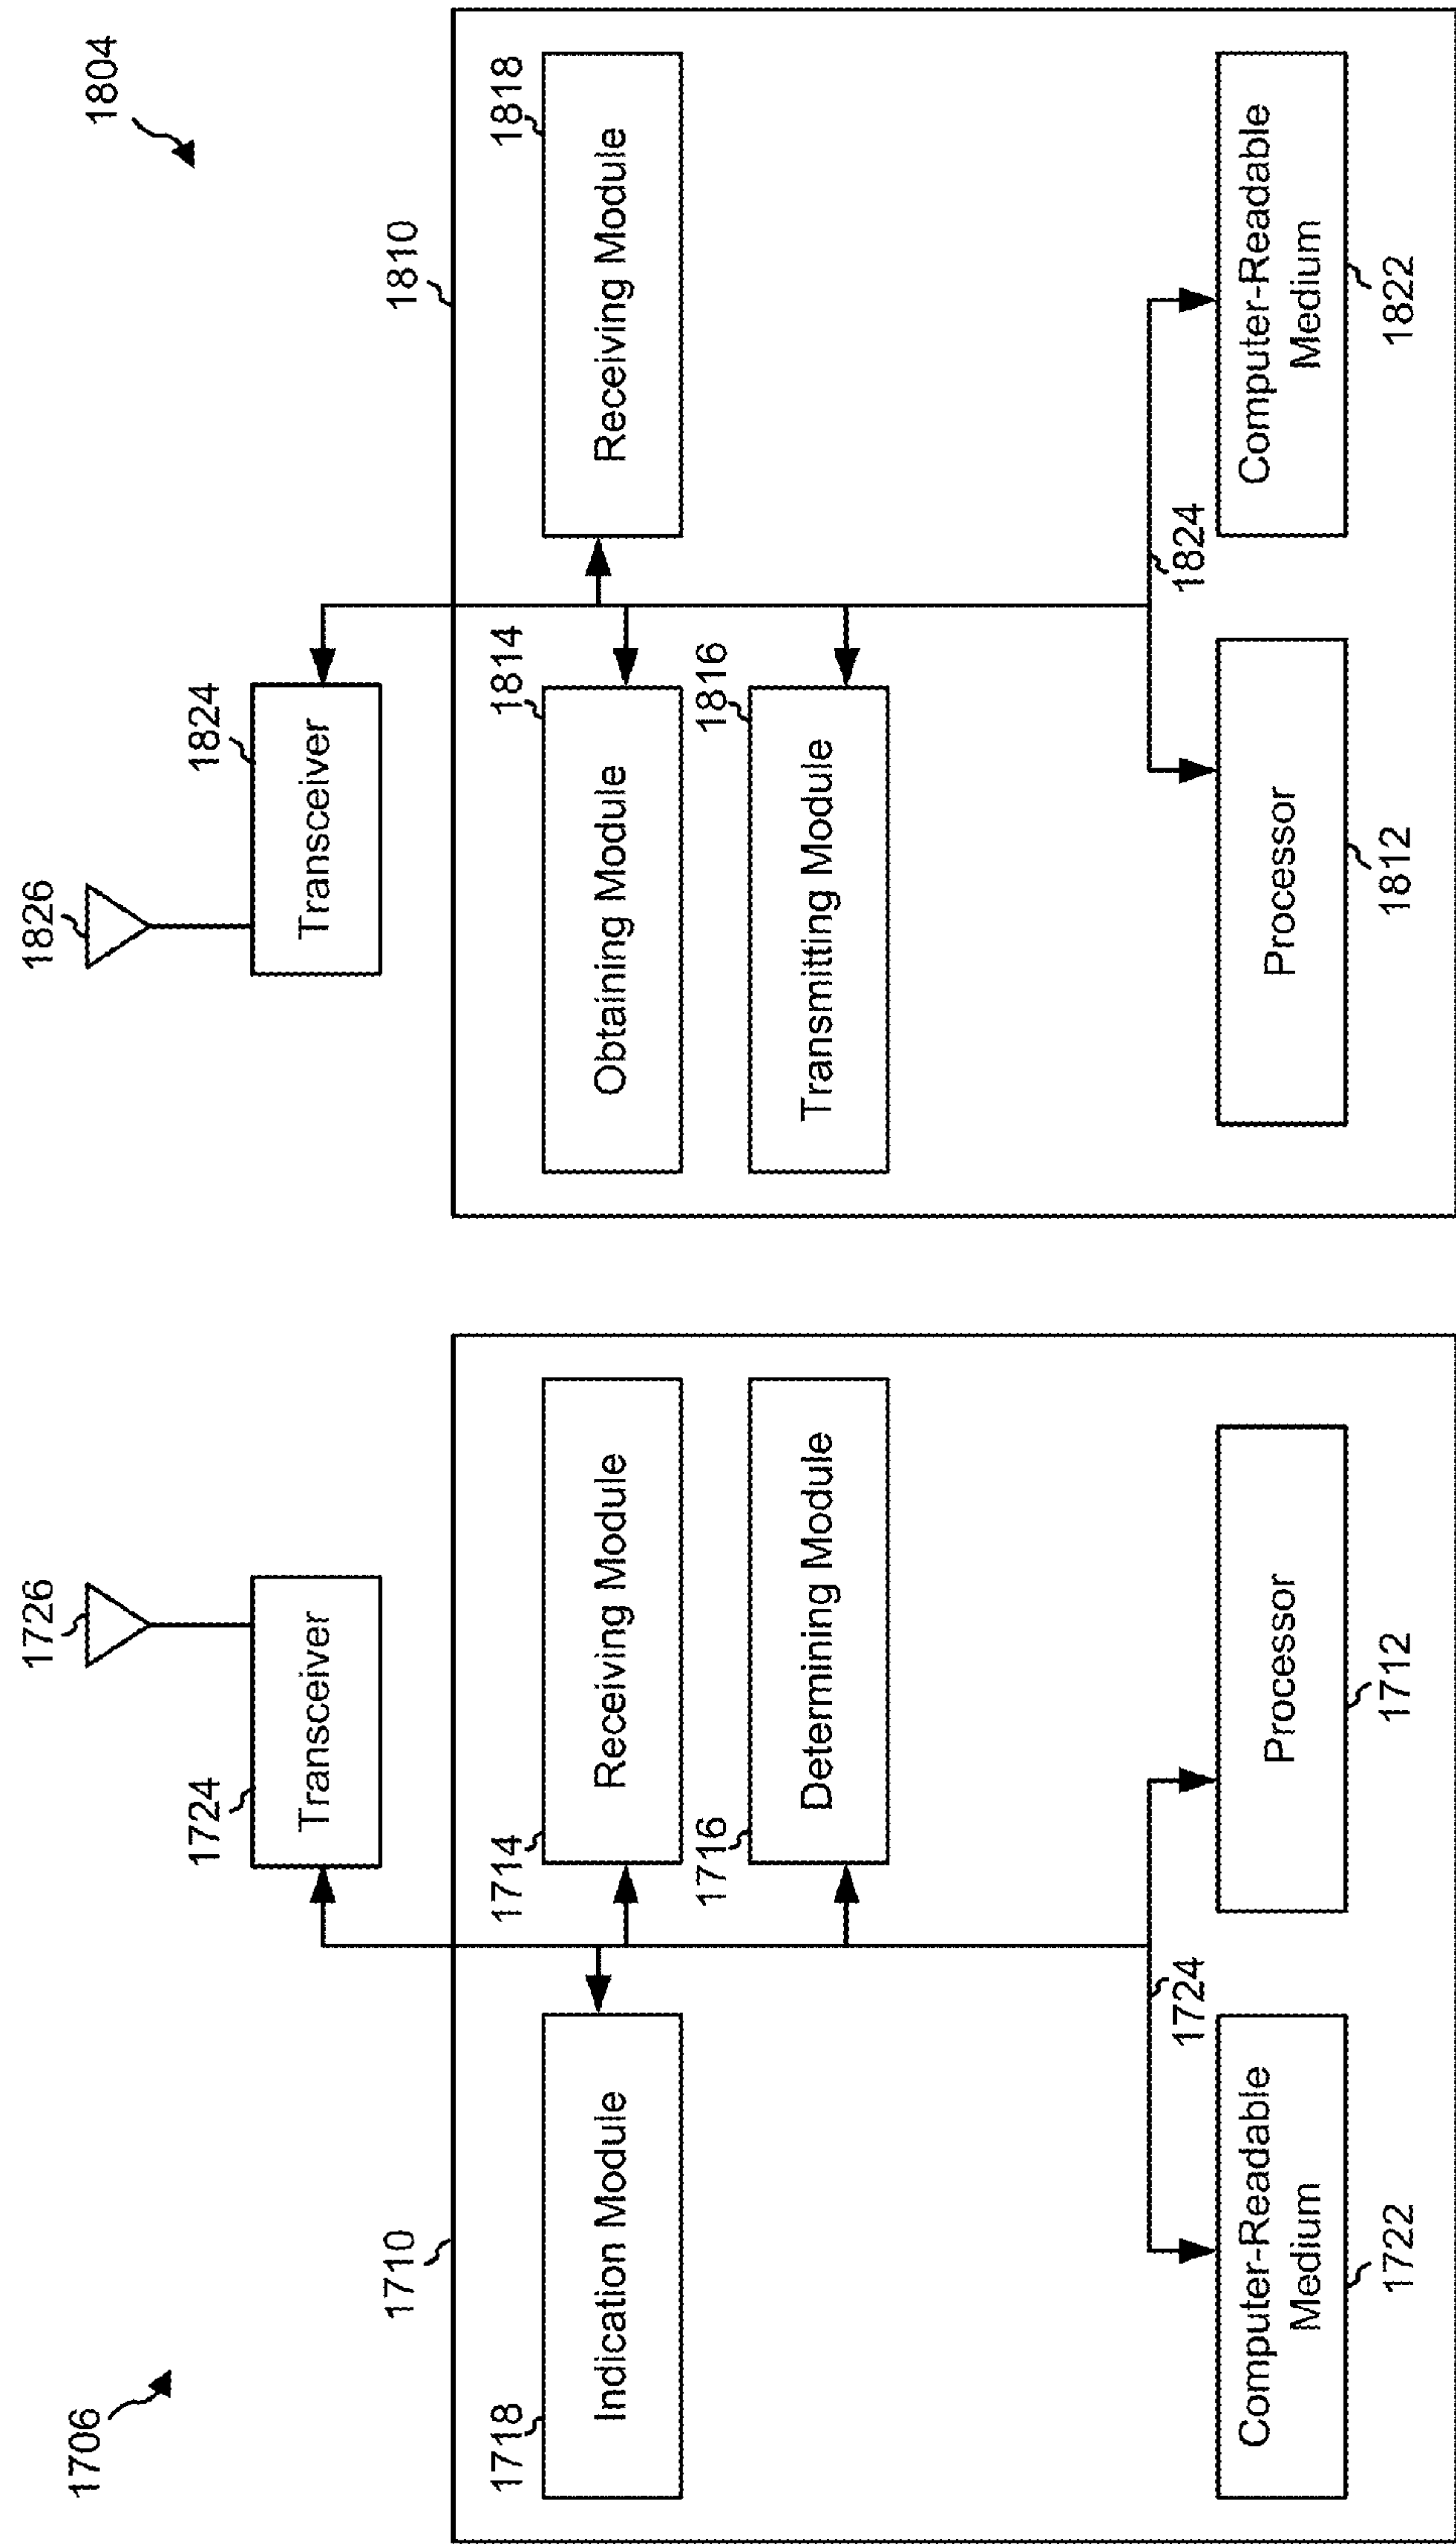 1706
1726
1724
Transceiver
1710
1718
Indication Module
1714
Receiving Module
1716
Determining Module
1724
Computer-Readable
Medium
1722
Processor
1712
1804
1826
1824
Transceiver
1810
1814
Obtaining Module
1818
Receiving Module
1816
Transmitting Module
1824
Processor
1812
Computer-Readable
Medium
1822